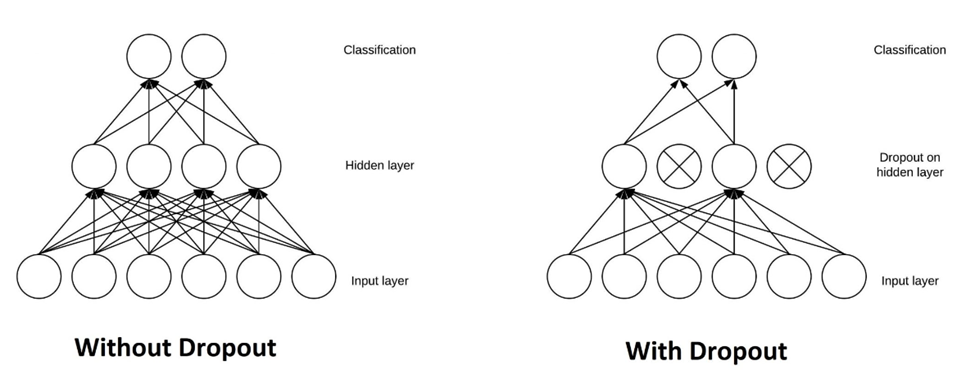 Classification
Hidden layer
Input layer
Without Dropout
Classification
Dropout on
hidden layer
Input layer
With Dropout